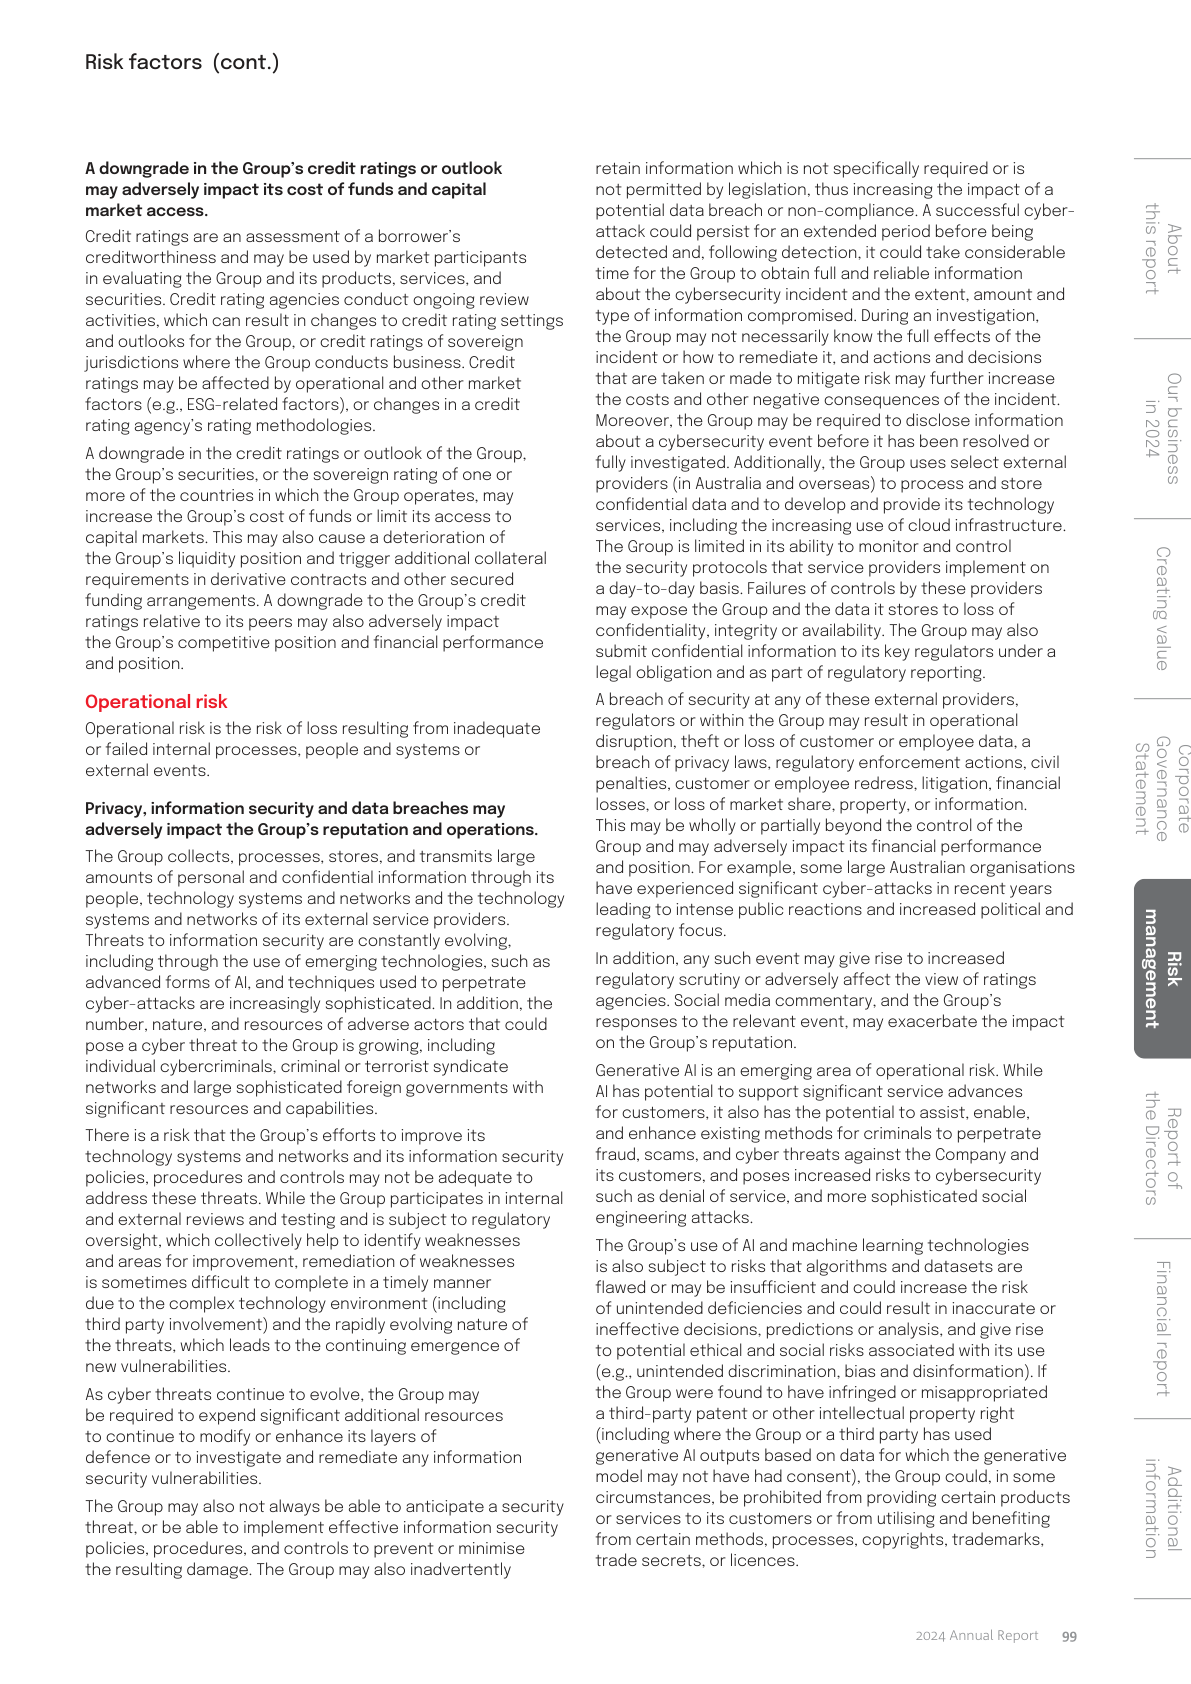 Risk factors (cont.)
A downgrade in the Group’s credit ratings or outlook
may adversely impact its cost of funds and capital
market access.
Credit ratings are an assessment of a borrower’s
creditworthiness and may be used by market participants
in evaluating the Group and its products, services, and
securities. Credit rating agencies conduct ongoing review
activities, which can result in changes to credit rating settings
and outlooks for the Group, or credit ratings of sovereign
jurisdictions where the Group conducts business. Credit
ratings may be affected by operational and other market
factors (e.g., ESG-related factors), or changes in a credit
rating agency’s rating methodologies.
A downgrade in the credit ratings or outlook of the Group,
the Group’s securities, or the sovereign rating of one or
more of the countries in which the Group operates, may
increase the Group’s cost of funds or limit its access to
capital markets. This may also cause a deterioration of
the Group’s liquidity position and trigger additional collateral
requirements in derivative contracts and other secured
funding arrangements. A downgrade to the Group’s credit
ratings relative to its peers may also adversely impact
the Group’s competitive position and financial performance
and position.
Operational risk
Operational risk is the risk of loss resulting from inadequate
or failed internal processes, people and systems or
external events.
Privacy, information security and data breaches may
adversely impact the Group’s reputation and operations.
The Group collects, processes, stores, and transmits large
amounts of personal and confidential information through its
people, technology systems and networks and the technology
systems and networks of its external service providers.
Threats to information security are constantly evolving,
including through the use of emerging technologies, such as
advanced forms of AI, and techniques used to perpetrate
cyber-attacks are increasingly sophisticated. In addition, the
number, nature, and resources of adverse actors that could
pose a cyber threat to the Group is growing, including
individual cybercriminals, criminal or terrorist syndicate
networks and large sophisticated foreign governments with
significant resources and capabilities.
There is a risk that the Group’s efforts to improve its
technology systems and networks and its information security
policies, procedures and controls may not be adequate to
address these threats. While the Group participates in internal
and external reviews and testing and is subject to regulatory
oversight, which collectively help to identify weaknesses
and areas for improvement, remediation of weaknesses
is sometimes difficult to complete in a timely manner
due to the complex technology environment (including
third party involvement) and the rapidly evolving nature of
the threats, which leads to the continuing emergence of
new vulnerabilities.
As cyber threats continue to evolve, the Group may
be required to expend significant additional resources
to continue to modify or enhance its layers of
defence or to investigate and remediate any information
security vulnerabilities.
The Group may also not always be able to anticipate a security
threat, or be able to implement effective information security
policies, procedures, and controls to prevent or minimise
the resulting damage. The Group may also inadvertently
retain information which is not specifically required or is
not permitted by legislation, thus increasing the impact of a
potential data breach or non-compliance. A successful cyber-
attack could persist for an extended period before being
detected and, following detection, it could take considerable
time for the Group to obtain full and reliable information
about the cybersecurity incident and the extent, amount and
type of information compromised. During an investigation,
the Group may not necessarily know the full effects of the
incident or how to remediate it, and actions and decisions
that are taken or made to mitigate risk may further increase
the costs and other negative consequences of the incident.
Moreover, the Group may be required to disclose information
about a cybersecurity event before it has been resolved or
fully investigated. Additionally, the Group uses select external
providers (in Australia and overseas) to process and store
confidential data and to develop and provide its technology
services, including the increasing use of cloud infrastructure.
The Group is limited in its ability to monitor and control
the security protocols that service providers implement on
a day-to-day basis. Failures of controls by these providers
may expose the Group and the data it stores to loss of
confidentiality, integrity or availability. The Group may also
submit confidential information to its key regulators under a
legal obligation and as part of regulatory reporting.
A breach of security at any of these external providers,
regulators or within the Group may result in operational
disruption, theft or loss of customer or employee data, a
breach of privacy laws, regulatory enforcement actions, civil
penalties, customer or employee redress, litigation, financial
losses, or loss of market share, property, or information.
This may be wholly or partially beyond the control of the
Group and may adversely impact its financial performance
and position. For example, some large Australian organisations
have experienced significant cyber-attacks in recent years
leading to intense public reactions and increased political and
regulatory focus.
In addition, any such event may give rise to increased
regulatory scrutiny or adversely affect the view of ratings
agencies. Social media commentary, and the Group’s
responses to the relevant event, may exacerbate the impact
on the Group’s reputation.
Generative AI is an emerging area of operational risk. While
AI has potential to support significant service advances
for customers, it also has the potential to assist, enable,
and enhance existing methods for criminals to perpetrate
fraud, scams, and cyber threats against the Company and
its customers, and poses increased risks to cybersecurity
such as denial of service, and more sophisticated social
engineering attacks.
The Group’s use of AI and machine learning technologies
is also subject to risks that algorithms and datasets are
flawed or may be insufficient and could increase the risk
of unintended deficiencies and could result in inaccurate or
ineffective decisions, predictions or analysis, and give rise
to potential ethical and social risks associated with its use
(e.g., unintended discrimination, bias and disinformation). If
the Group were found to have infringed or misappropriated
a third-party patent or other intellectual property right
(including where the Group or a third party has used
generative AI outputs based on data for which the generative
model may not have had consent), the Group could, in some
circumstances, be prohibited from providing certain products
or services to its customers or from utilising and benefiting
from certain methods, processes, copyrights, trademarks,
trade secrets, or licences.
About
this report
Our business
in 2024
Creating value
Corporate
Governance
Statement
Risk
management
Report of
the Directors
Financial report
Additional
information
2024 Annual Report 99